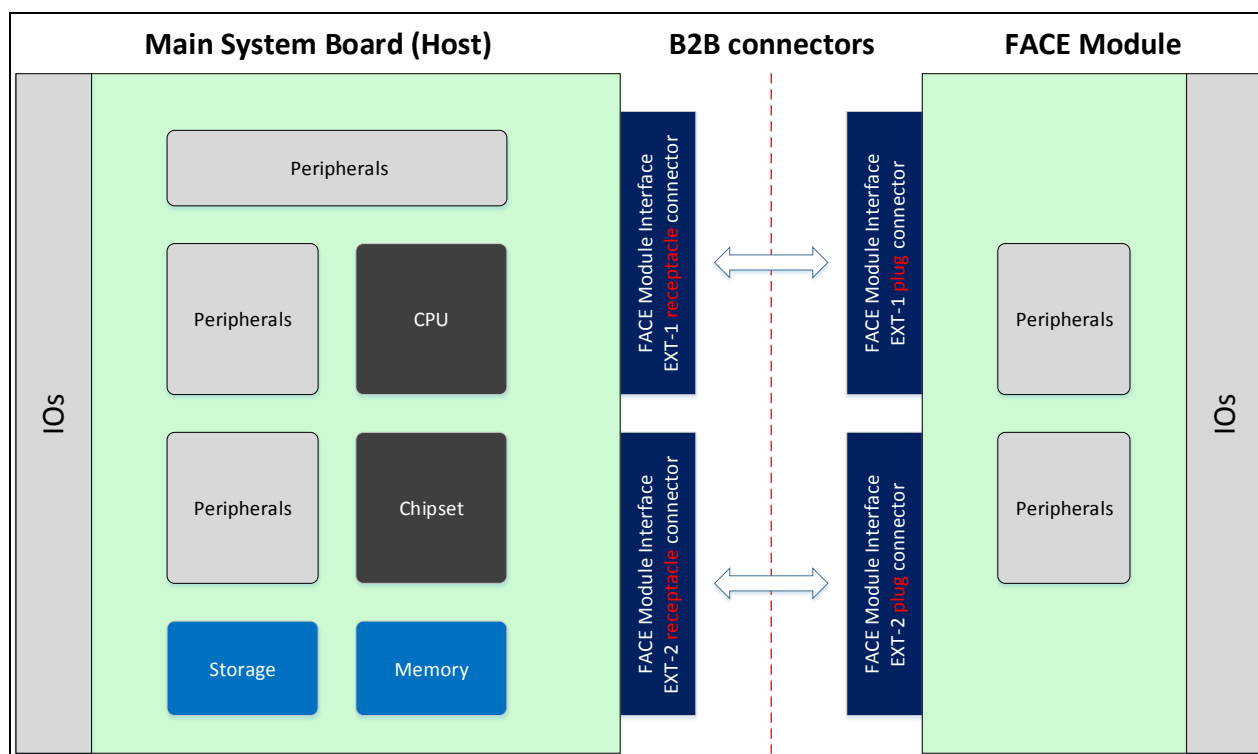 Main System Board (Host)
B2B connectors
FACE Module
IOs
Peripherals
Peripherals
CPU
Peripherals
Chipset
Storage
Memory
FACE Module Interface
EXT-1 receptacle connector
FACE Module Interface
EXT-2 receptacle connector
FACE Module Interface
EXT-1 plug connector
FACE Module Interface
EXT-2 plug connector
Peripherals
Peripherals
IOs